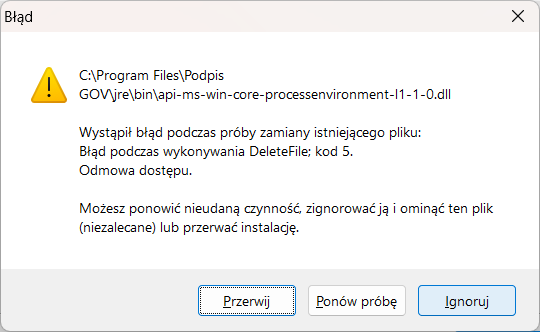 Błąd
C:\Program Files\Podpis
GOV\jre\bin\api-ms-win-core-processenvironment-l1-1-0.dll
Wystąpił błąd podczas próby zamiany istniejącego pliku:
Błąd podczas wykonywania DeleteFile; kod 5.
Odmowa dostępu.
Możesz ponowić nieudaną czynność, zignorować ją i ominąć ten plik
(niezalecane) lub przerwać instalację.
Przerwij
Ponów próbę
Ignoruj